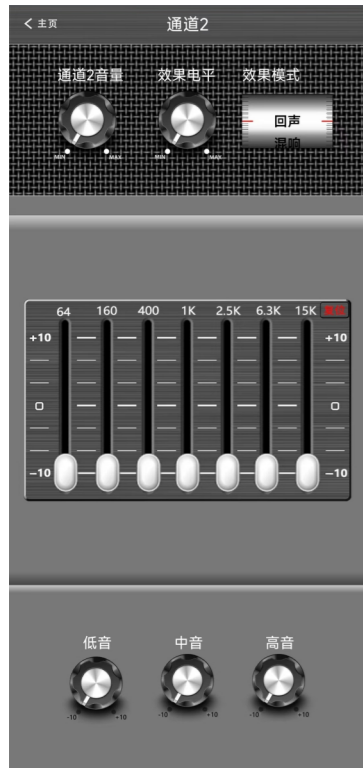 主页
通道2
通道2音量 效果电平 效果模式
回声
混响
MIN MAX MIN MAX
64 160 400 1K 2.5K 6.3K 15K
+10 +10
0 0
-10 -10
低音 中音 高音
-10 +10 -10 +10 -10 +10